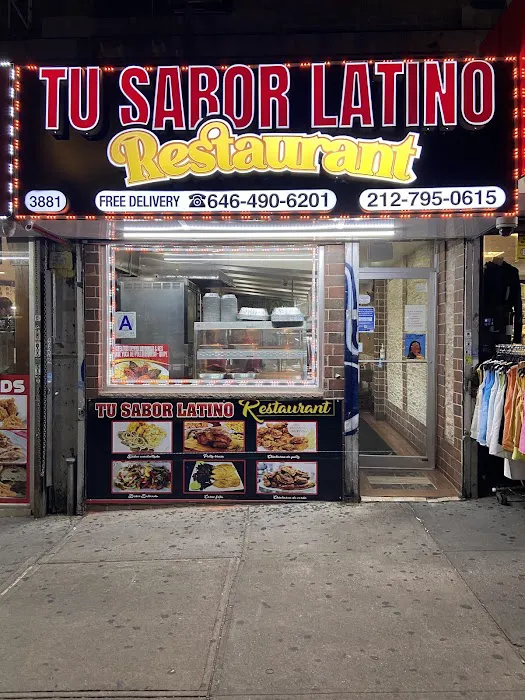 TU SABOR LATINO
Restaurant
3881
FREE DELIVERY ☎646-490-6201
212-795-0615
A
DS
TU SABOR LATINO Restaurant